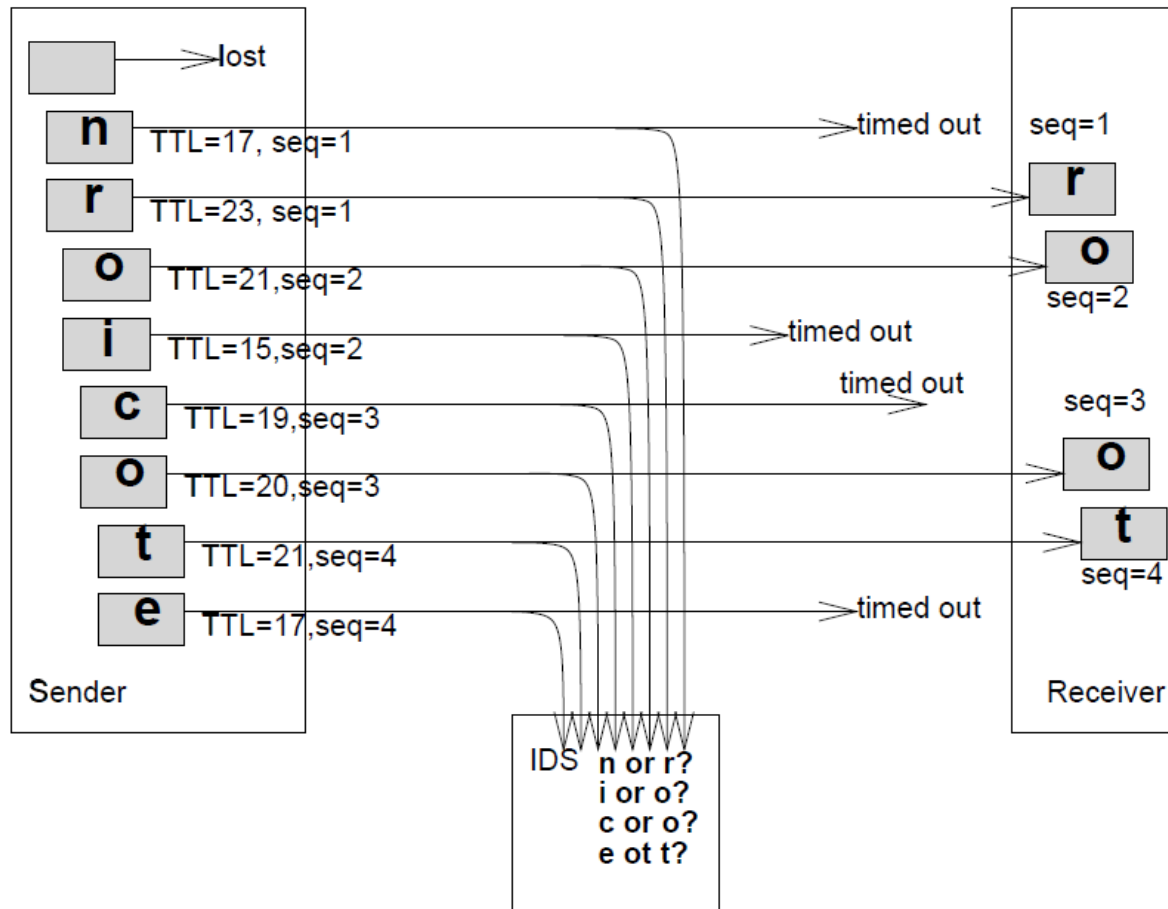 lost
n
TTL=17, seq=1
timed out
seq=1
r
TTL=23, seq=1
r
o
TTL=21,seq=2
o
seq=2
i
TTL=15,seq=2
timed out
c
TTL=19,seq=3
timed out
seq=3
o
TTL=20,seq=3
o
t
TTL=21,seq=4
t
seq=4
e
TTL=17,seq=4
timed out
Sender
Receiver
IDS
n or r?
i or o?
c or o?
e ot t?